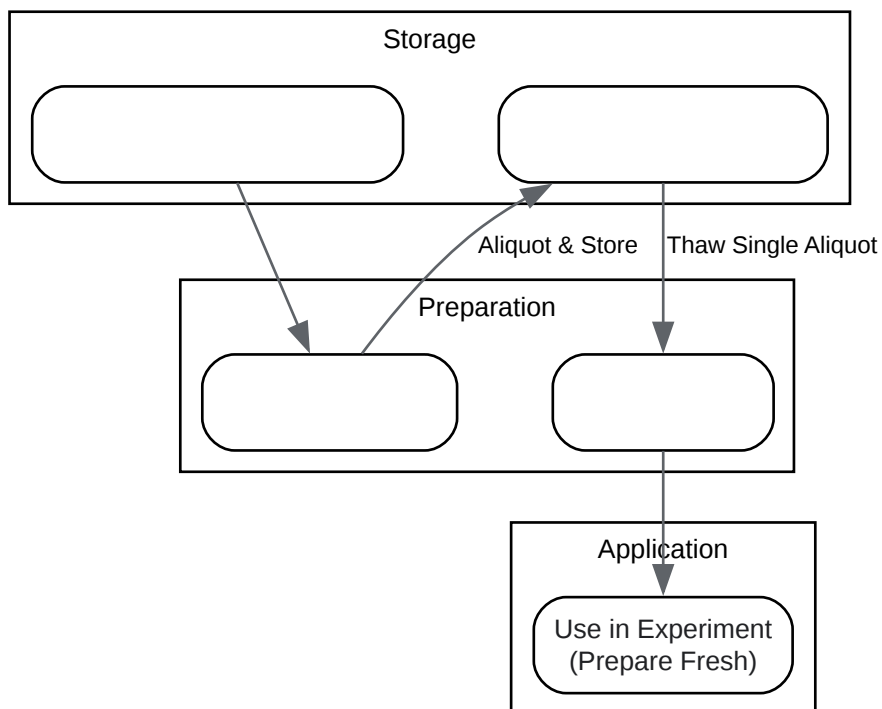 Storage
Aliquot & Store
Thaw Single Aliquot
Preparation
Application
Use in Experiment
(Prepare Fresh)